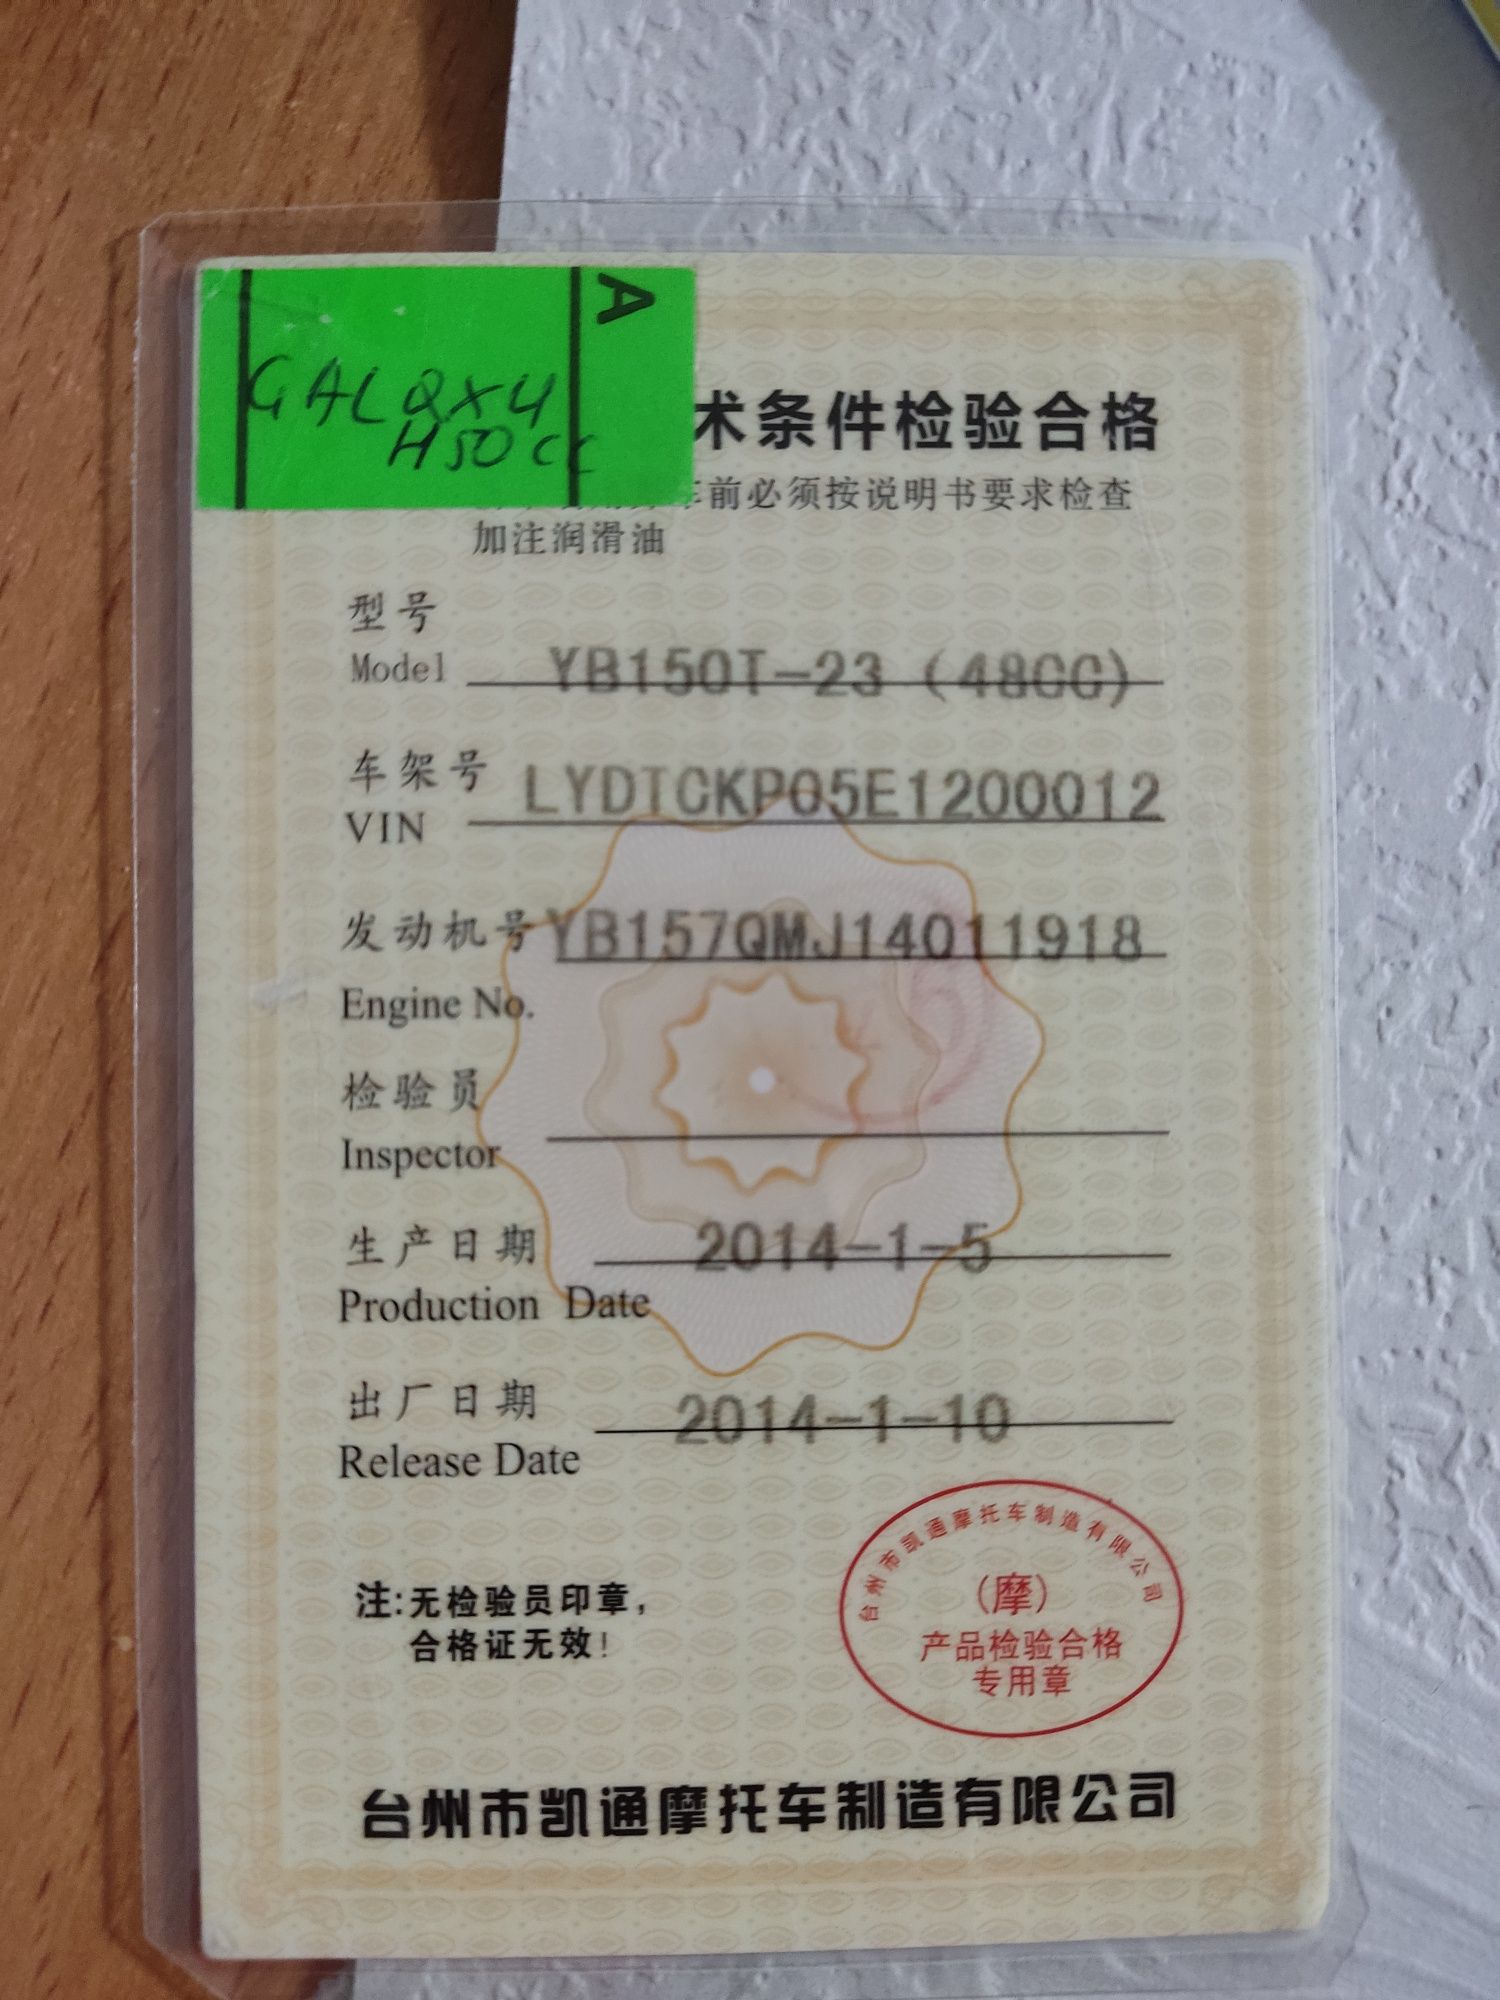 A
GALQX4
H50CC
术条件检验合格
车前必须按说明书要求检查
加注润滑油
型号
Model YB150T-23 (48CC)
车架号
VIN LYDTCKP05E1200012
发动机号 YB157QMJ14011918
Engine No.
检验员
Inspector
生产日期 2014-1-5
Production Date
出厂日期 2014-1-10
Release Date
台州市凯通摩托车制造有限公司
(摩)
产品检验合格
专用章
注:无检验员印章,
合格证无效!
台州市凯通摩托车制造有限公司